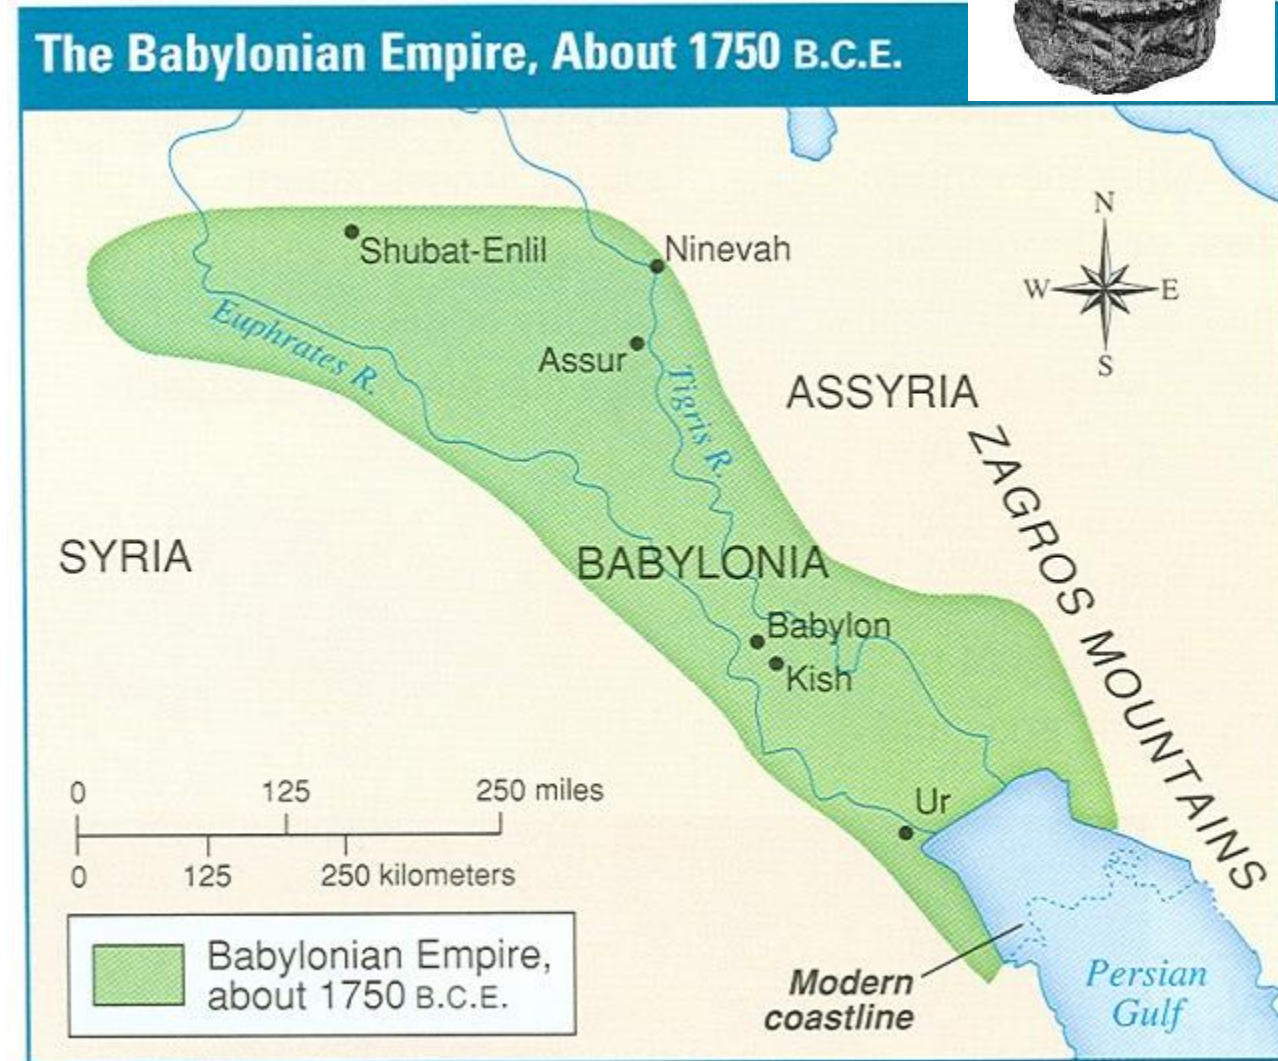 The Babylonian Empire, About 1750 B.C.E.
N
W E
S
Shubat-Enlil
Ninevah
Euphrates R.
Assur
Tigris R.
ASSYRIA
ZAGROS MOUNTAINS
SYRIA
BABYLONIA
Babylon
Kish
Ur
0 125 250 miles
0 125 250 kilometers
Babylonian Empire,
about 1750 B.C.E.
Modern
coastline
Persian
Gulf